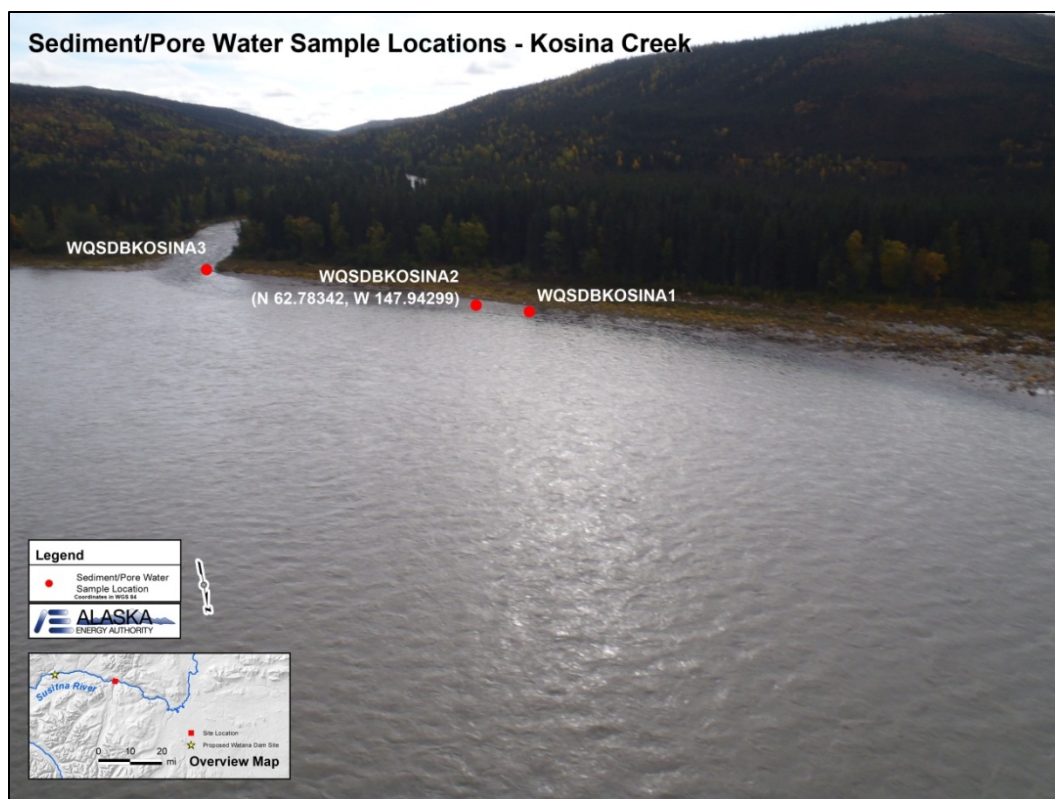 Sediment/Pore Water Sample Locations - Kosina Creek
WQSDBKOSINA3
WQSDBKOSINA2
(N 62.78342, W 147.94299)
WQSDBKOSINA1
Legend
Sediment/Pore Water
Sample Location
Coordinates in WGS 84
ALASKA
ENERGY AUTHORITY
N
Susitna River
Site Location
Proposed Watana Dam Site
0 10 20
mi
Overview Map